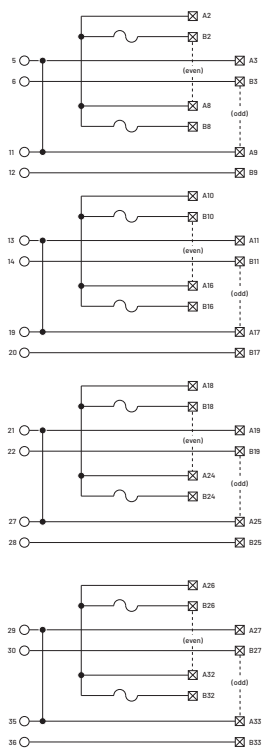 A2
B2
5 A3
(even)
6 B3
A8
(odd)
B8
11 A9
12 B9
A10
B10
13 A11
(even)
14 B11
A16
(odd)
B16
19 A17
20 B17
A18
B18
21 A19
(even)
22 B19
A24
(odd)
B24
27 A25
28 B25
A26
B26
29 A27
(even)
30 B27
A32
(odd)
B32
35 A33
36 B33